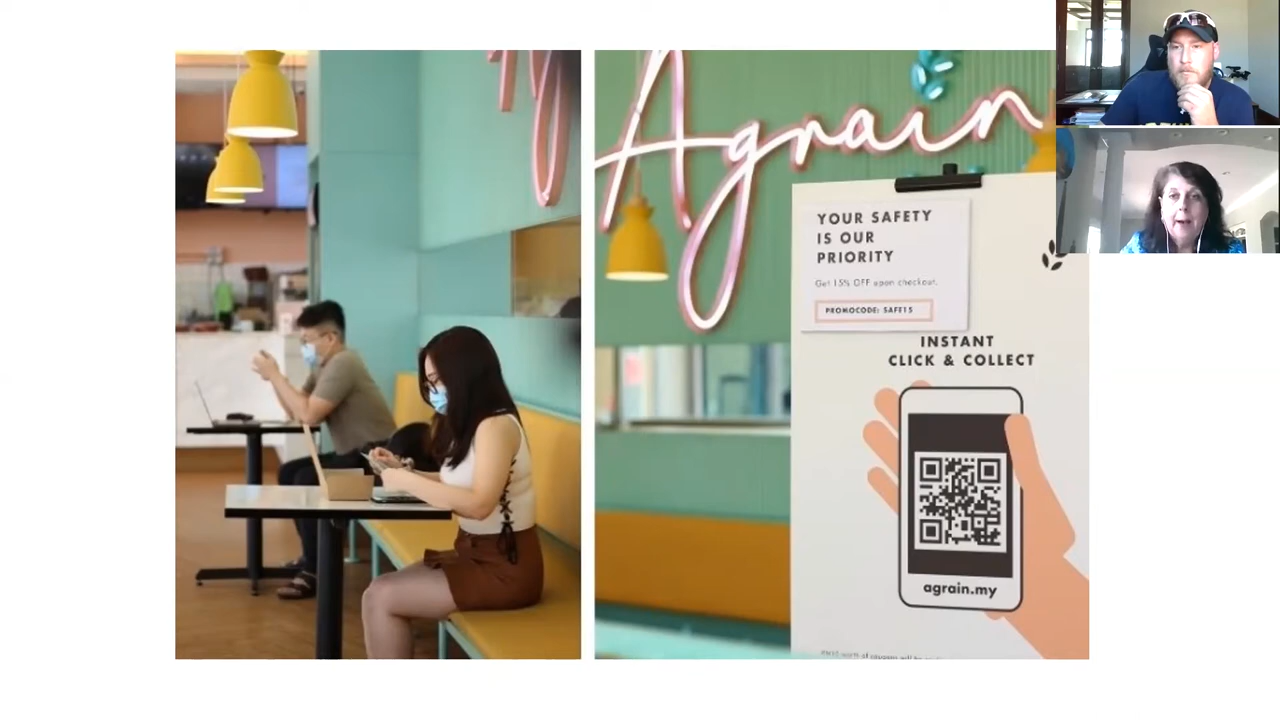 Agrain
YOUR SAFETY
IS OUR
PRIORITY
Get 15% OFF upon checkout.
PROMOCODE: SAFE15
INSTANT
CLICK & COLLECT
agrain.my